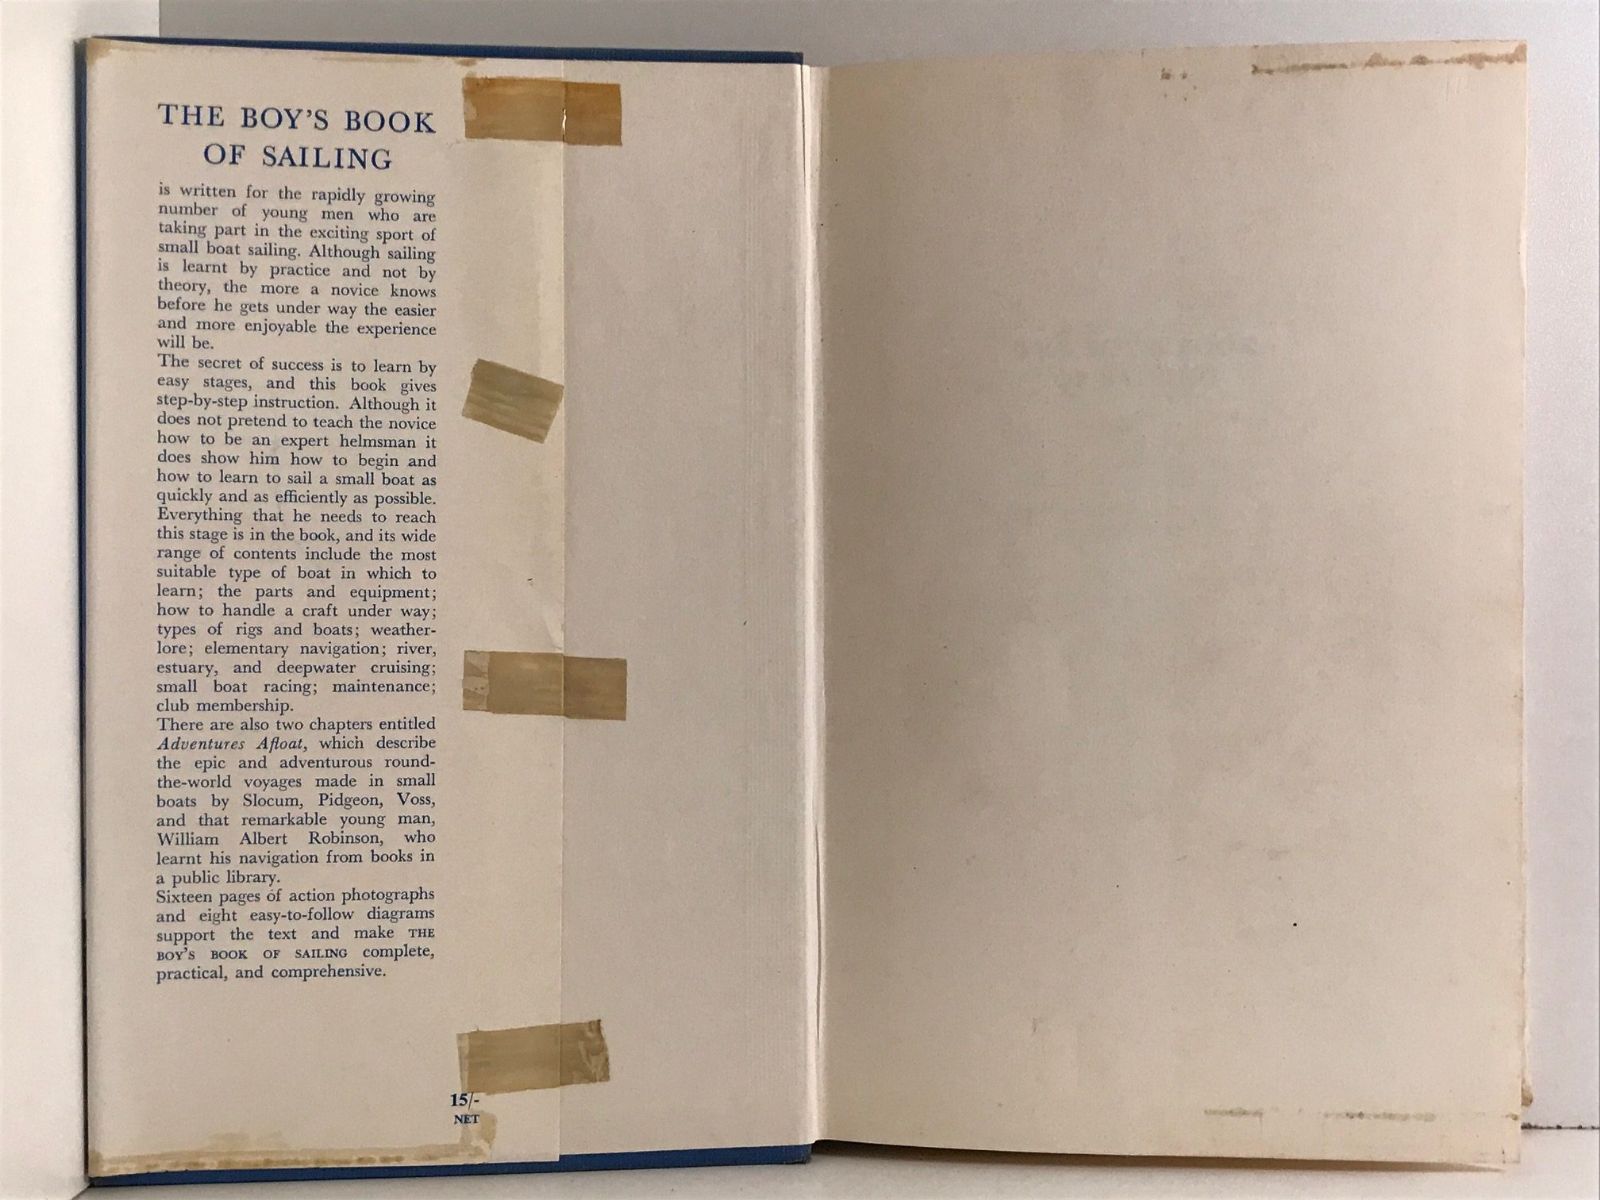 THE BOY'S BOOK
OF SAILING
is written for the rapidly growing
number of young men who are
taking part in the exciting sport of
small boat sailing. Although sailing
is learnt by practice and not by
theory, the more a novice knows
before he gets under way the easier
and more enjoyable the experience
will be.
The secret of success is to learn by
easy stages, and this book gives
step-by-step instruction. Although it
does not pretend to teach the novice
how to be an expert helmsman it
does show him how to begin and
how to learn to sail a small boat as
quickly and as efficiently as possible.
Everything that he needs to reach
this stage is in the book, and its wide
range of contents include the most
suitable type of boat in which to
learn; the parts and equipment;
how to handle a craft under way;
types of rigs and boats; weather-
lore; elementary navigation; river,
estuary, and deepwater cruising;
small boat racing; maintenance;
club membership.
There are also two chapters entitled
Adventures Afloat, which describe
the epic and adventurous round-
the-world voyages made in small
boats by Slocum, Pidgeon, Voss,
and that remarkable young man,
William Albert Robinson, who
learnt his navigation from books in
a public library.
Sixteen pages of action photographs
and eight easy-to-follow diagrams
support the text and make THE
BOY'S BOOK OF SAILING complete,
practical, and comprehensive.
15/-
NET